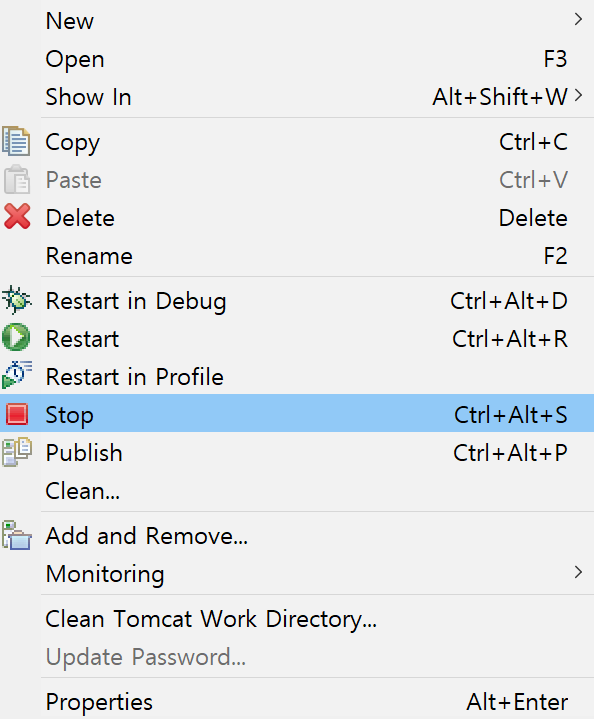 New
Open F3
Show In Alt+Shift+W
Copy Ctrl+C
Paste Ctrl+V
Delete Delete
Rename F2
Restart in Debug Ctrl+Alt+D
Restart Ctrl+Alt+R
Restart in Profile
Stop Ctrl+Alt+S
Publish Ctrl+Alt+P
Clean...
Add and Remove...
Monitoring
Clean Tomcat Work Directory...
Update Password...
Properties Alt+Enter